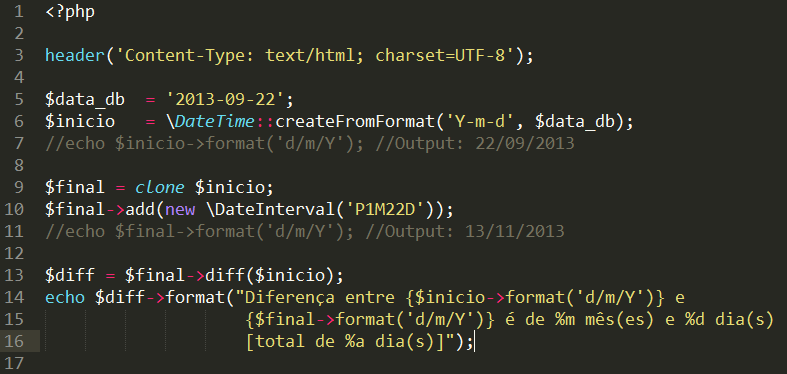 1 <?php
2
3 header('Content-Type: text/html; charset=UTF-8');
4
5 $data_db = '2013-09-22';
6 $inicio = \DateTime::createFromFormat('Y-m-d', $data_db);
7 //echo $inicio->format('d/m/Y'); //Output: 22/09/2013
8
9 $final = clone $inicio;
10 $final->add(new \DateInterval('P1M22D'));
11 //echo $final->format('d/m/Y'); //Output: 13/11/2013
12
13 $diff = $final->diff($inicio);
14 echo $diff->format("Diferença entre {$inicio->format('d/m/Y')} e
15 {$final->format('d/m/Y')} é de %m mês(es) e %d dia(s)
16 [total de %a dia(s)]");
17